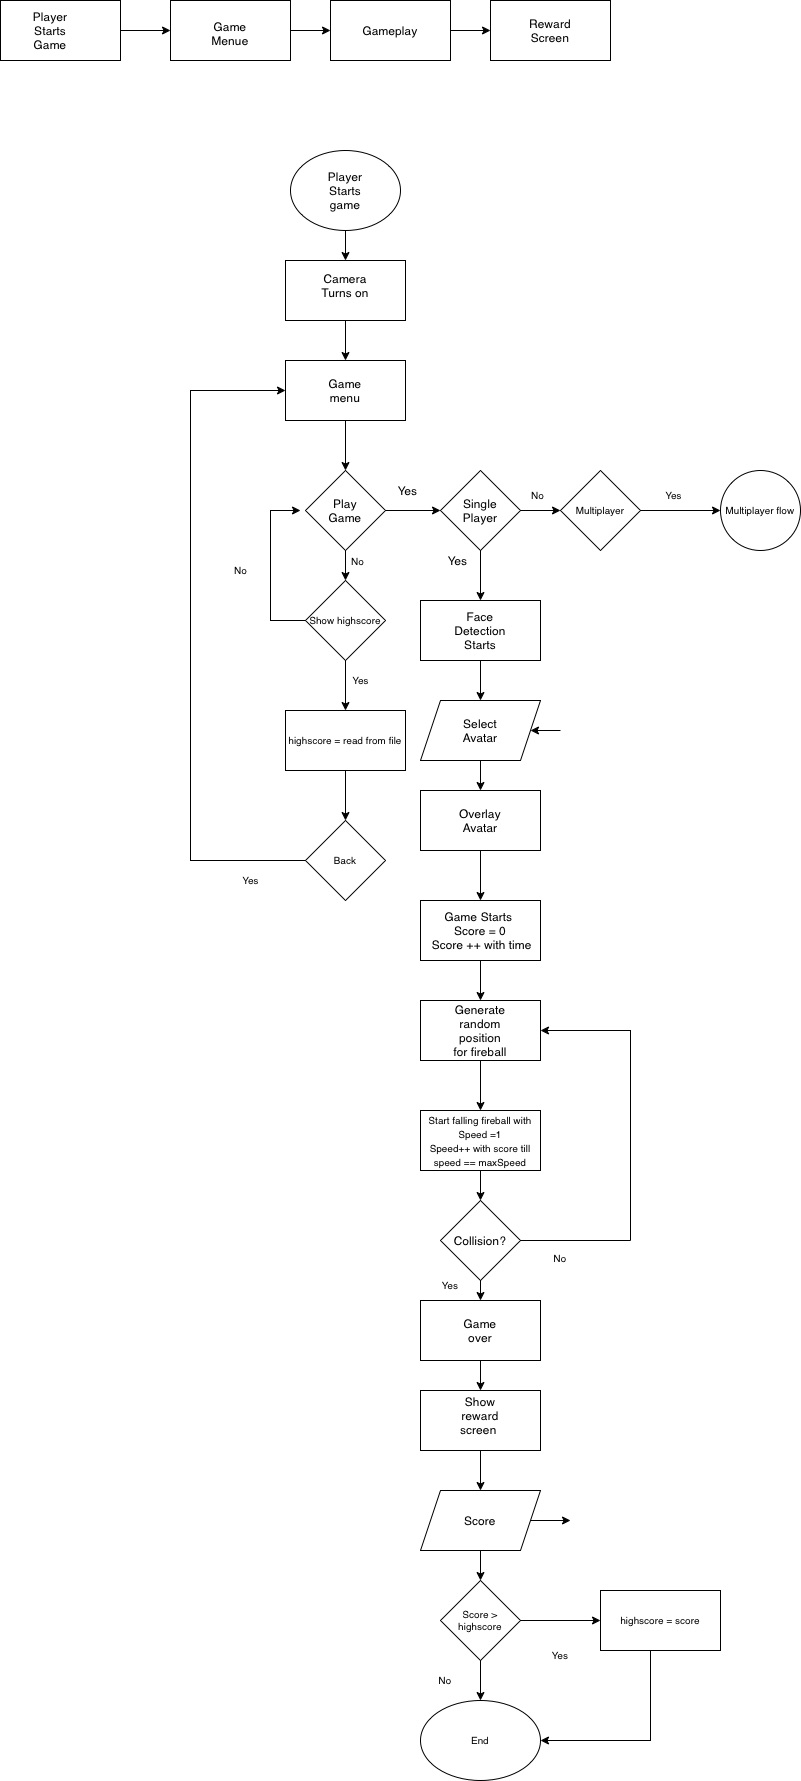 Player
Starts
Game
Game
Menue
Gameplay
Reward
Screen
Player
Starts
game
Camera
Turns on
Game
menu
Play
Game
Yes
Single
Player
No
Multiplayer
Yes
Multiplayer flow
No
Yes
No
Show highscore
Face
Detection
Starts
Yes
Select
Avatar
highscore = read from file
Overlay
Avatar
Back
Yes
Game Starts
Score = 0
Score ++ with time
Generate
random
position
for fireball
Start falling fireball with
Speed =1
Speed++ with score till
speed == maxSpeed
Collision?
No
Yes
Game
over
Show
reward
screen
Score
Score >
highscore
highscore = score
Yes
No
End